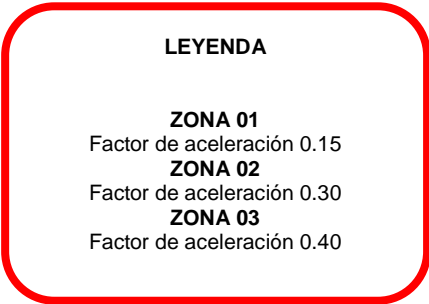 LEYENDA
ZONA 01
Factor de aceleración 0.15
ZONA 02
Factor de aceleración 0.30
ZONA 03
Factor de aceleración 0.40